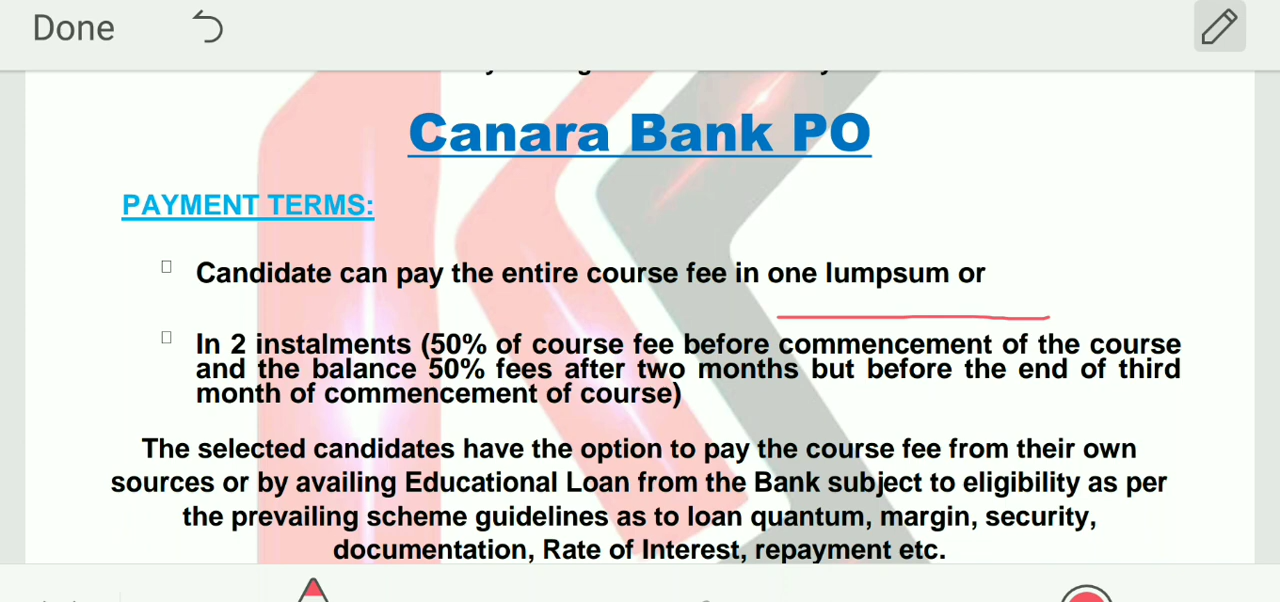 Done
Canara Bank PO
PAYMENT TERMS:
Candidate can pay the entire course fee in one lumpsum or
In 2 instalments (50% of course fee before commencement of the course
and the balance 50% fees after two months but before the end of third
month of commencement of course)
The selected candidates have the option to pay the course fee from their own
sources or by availing Educational Loan from the Bank subject to eligibility as per
the prevailing scheme guidelines as to loan quantum, margin, security,
documentation, Rate of Interest, repayment etc.